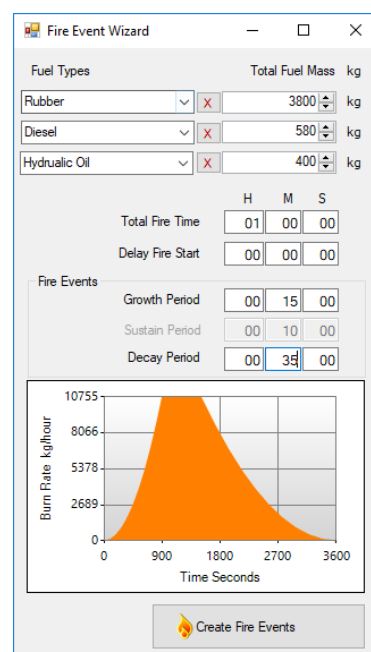 Fire Event Wizard
Fuel Types Total Fuel Mass kg
Rubber X 3800 kg
Diesel X 580 kg
Hydrualic Oil X 400 kg
H M S
Total Fire Time 01 00 00
Delay Fire Start 00 00 00
Fire Events
Growth Period 00 15 00
Sustain Period 00 10 00
Decay Period 00 35 00
Burn Rate kg/hour
10755
8066
5378
2689
0
0 900 1800 2700 3600
Time Seconds
Create Fire Events